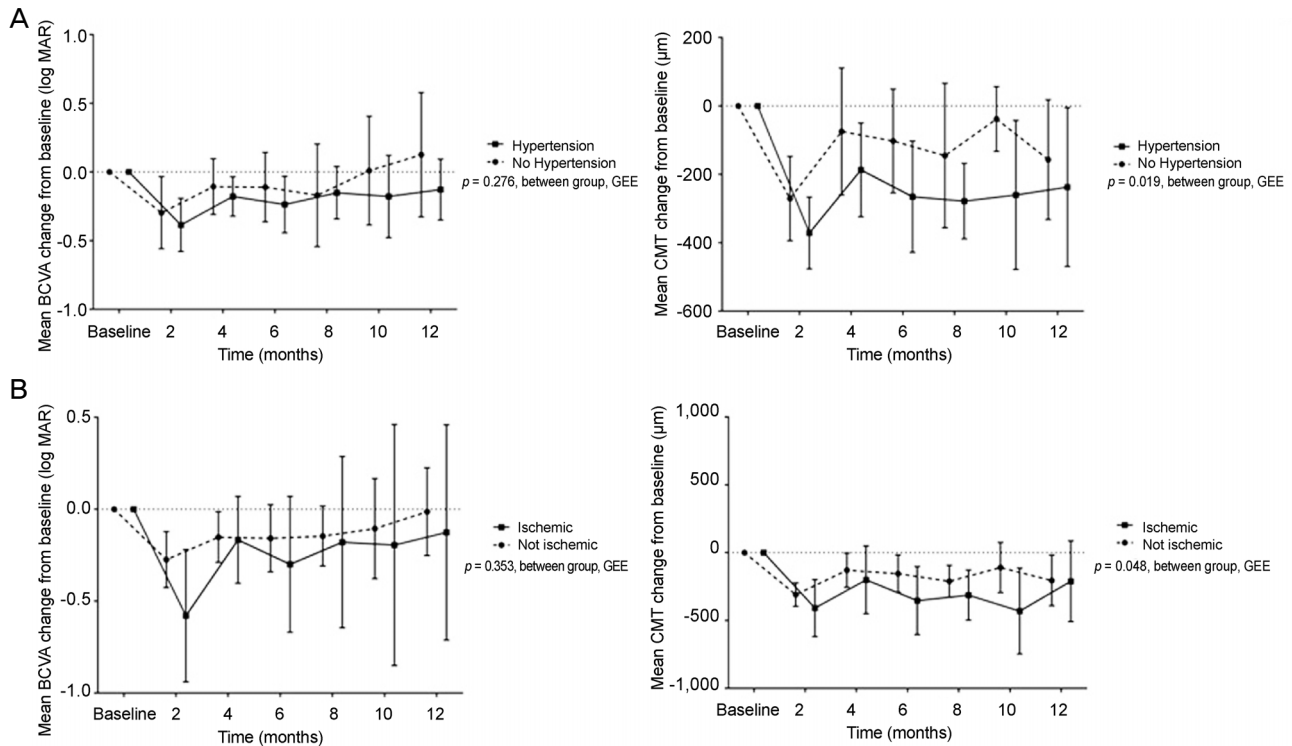 A
Mean BCVA change from baseline (log MAR)
1.0
0.5
0.0
-0.5
-1.0
Baseline 2 4 6 8 10 12
Time (months)
Hypertension
No Hypertension
p = 0.276, between group, GEE
Mean CMT change from baseline (µm)
200
0
-200
-400
-600
Baseline 2 4 6 8 10 12
Time (months)
Hypertension
No Hypertension
p = 0.019, between group, GEE
B
Mean BCVA change from baseline (log MAR)
0.5
0.0
-0.5
-1.0
Baseline 2 4 6 8 10 12
Time (months)
Ischemic
Not ischemic
p = 0.353, between group, GEE
Mean CMT change from baseline (µm)
1,000
500
0
-500
-1,000
Baseline 2 4 6 8 10 12
Time (months)
Ischemic
Not ischemic
p = 0.048, between group, GEE